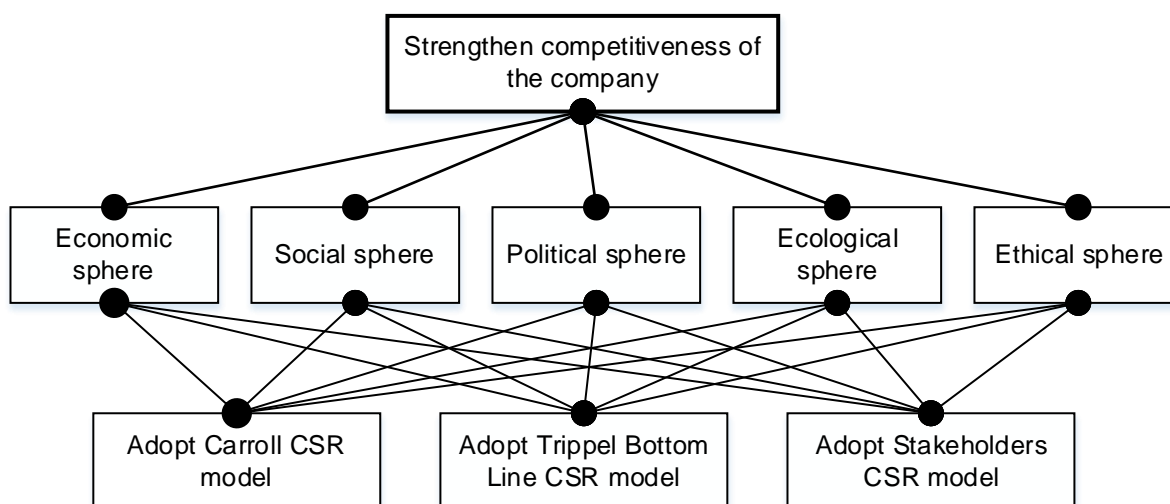 Strengthen competitiveness of
the company
Economic
sphere
Social sphere
Political sphere
Ecological
sphere
Ethical sphere
Adopt Carroll CSR
model
Adopt Trippel Bottom
Line CSR model
Adopt Stakeholders
CSR model